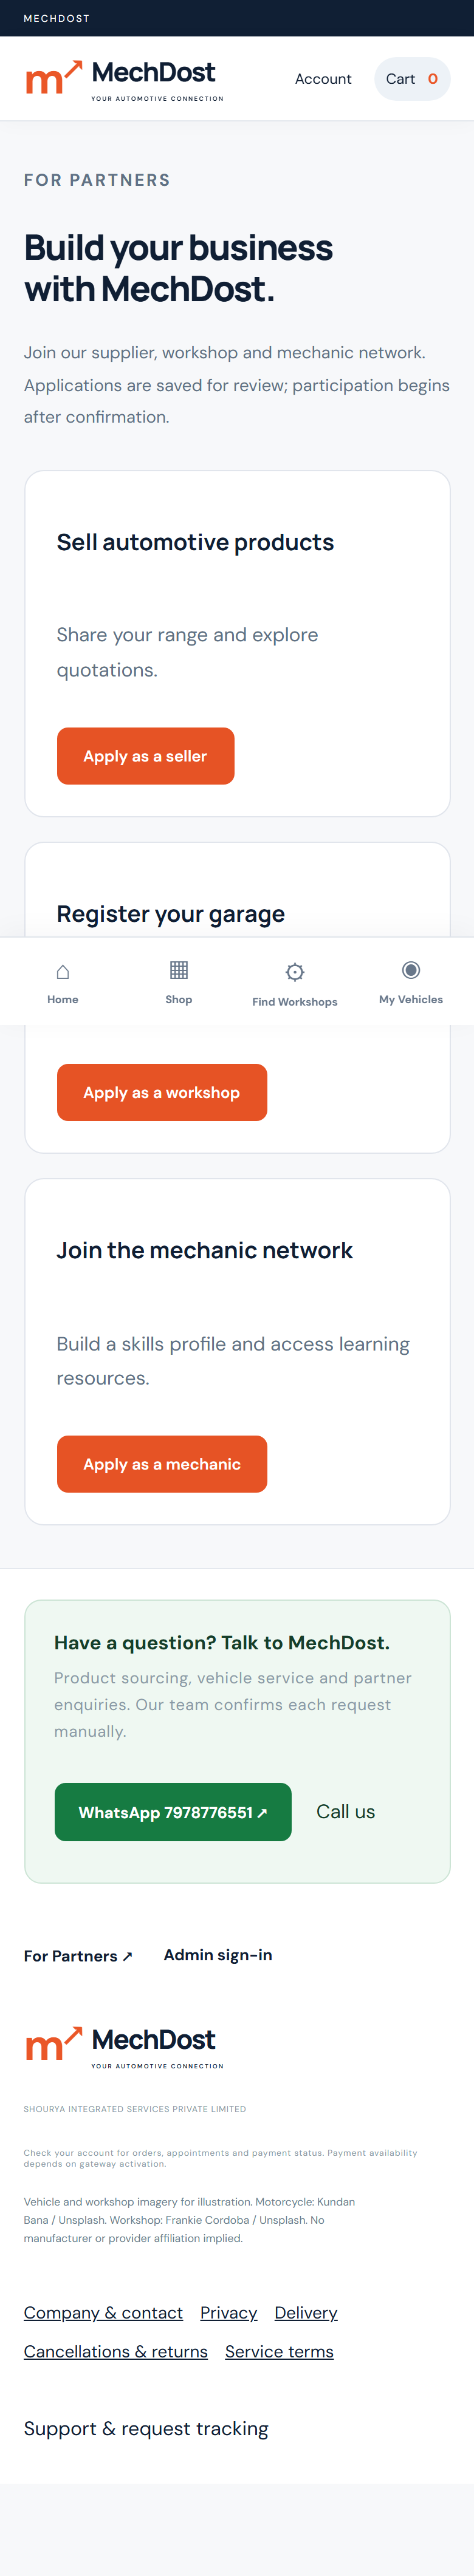 MECHDOST
m MechDost
YOUR AUTOMOTIVE CONNECTION
Account
Cart 0
FOR PARTNERS
Build your business
with MechDost.
Join our supplier, workshop and mechanic network.
Applications are saved for review; participation begins
after confirmation.
Sell automotive products
Share your range and explore
quotations.
Apply as a seller
Register your garage
Home
Shop
Find Workshops
My Vehicles
Apply as a workshop
Join the mechanic network
Build a skills profile and access learning
resources.
Apply as a mechanic
Have a question? Talk to MechDost.
Product sourcing, vehicle service and partner
enquiries. Our team confirms each request
manually.
WhatsApp 7978776551 ↗
Call us
For Partners ↗
Admin sign-in
m MechDost
YOUR AUTOMOTIVE CONNECTION
SHOURYA INTEGRATED SERVICES PRIVATE LIMITED
Check your account for orders, appointments and payment status. Payment availability
depends on gateway activation.
Vehicle and workshop imagery for illustration. Motorcycle: Kundan
Bana / Unsplash. Workshop: Frankie Cordoba / Unsplash. No
manufacturer or provider affiliation implied.
Company & contact Privacy Delivery
Cancellations & returns Service terms
Support & request tracking